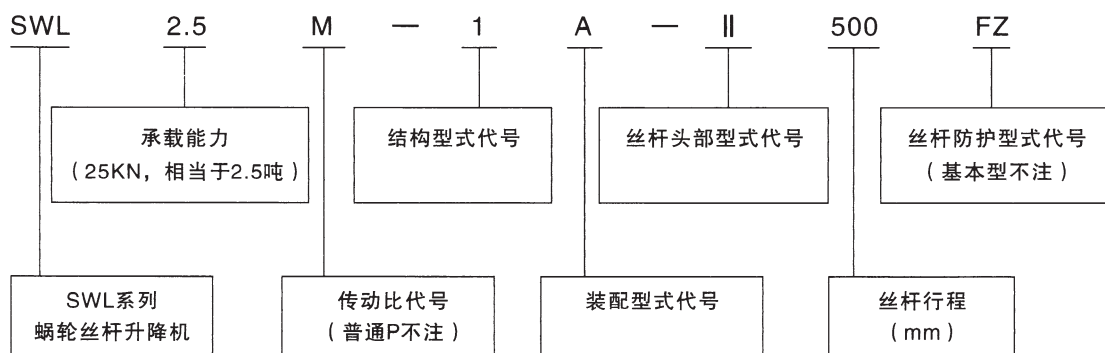 SWL 2.5 M — 1 A — Ⅱ 500 FZ
承载能力
（25KN，相当于2.5吨）
结构型式代号
丝杆头部型式代号
丝杆防护型式代号
（基本型不注）
SWL系列
蜗轮丝杆升降机
传动比代号
（普通P不注）
装配型式代号
丝杆行程
（mm）